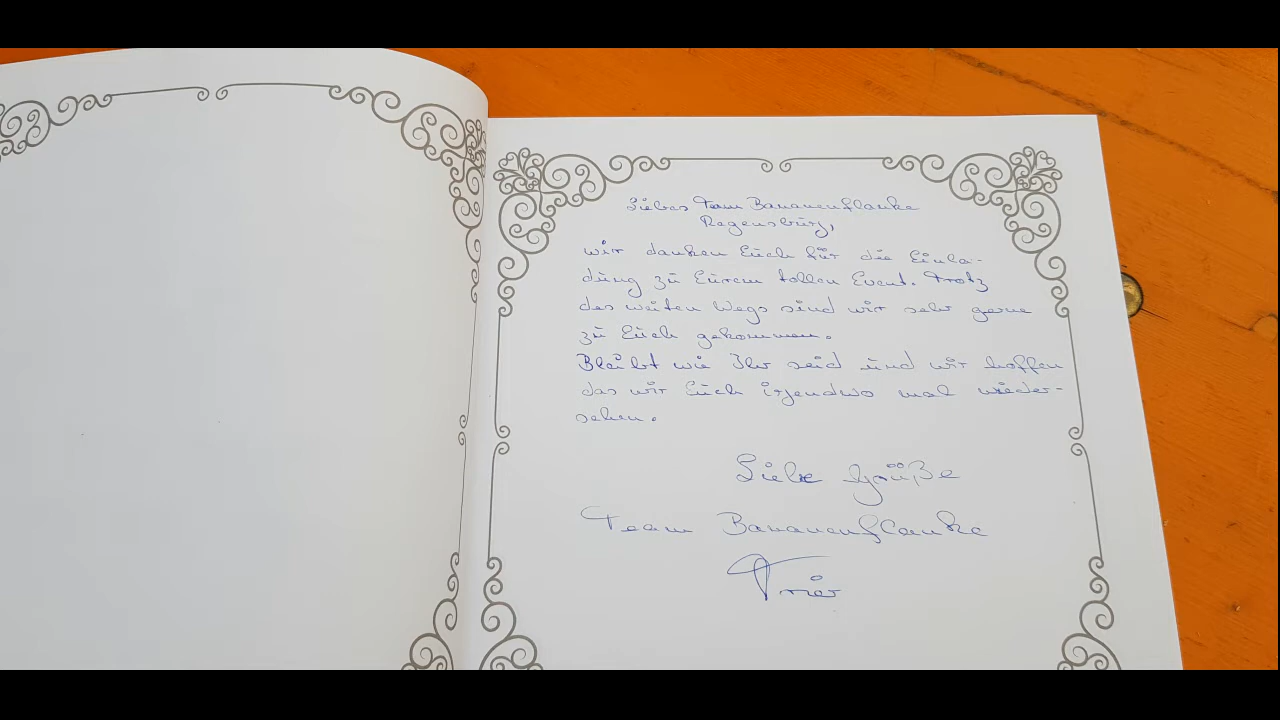 Liebes Team Bananenflanke
Regensburg,
wir danken Euch für die Einla-
dung zu Eurem tollen Event. Trotz
des weiten Wegs sind wir sehr gerne
zu Euch gekommen.
Bleibt wie Ihr seid und wir hoffen
das wir Euch irgendwo mal wieder-
sehen.
Liebe Grüße
Team Bananenflanke
Trier